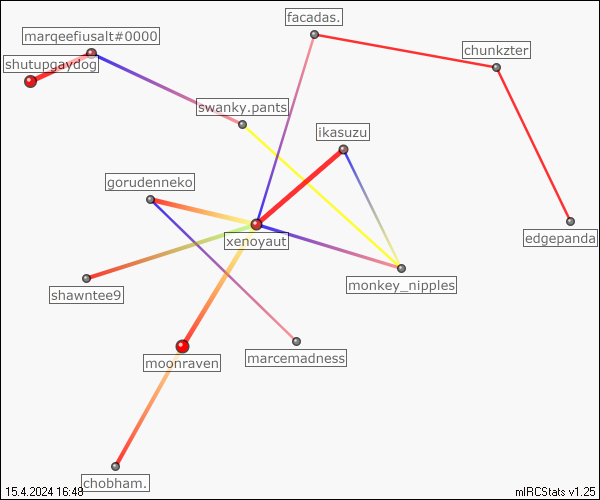 facadas.
marqeefiusalt#0000
chunkzter
shutupgaydog
swanky.pants
ikasuzu
gorudenneko
xenoyaut
edgepanda
monkey_nipples
shawntee9
marcemadness
moonraven
chobham.
15.4.2024 16:48
mIRCStats v1.25